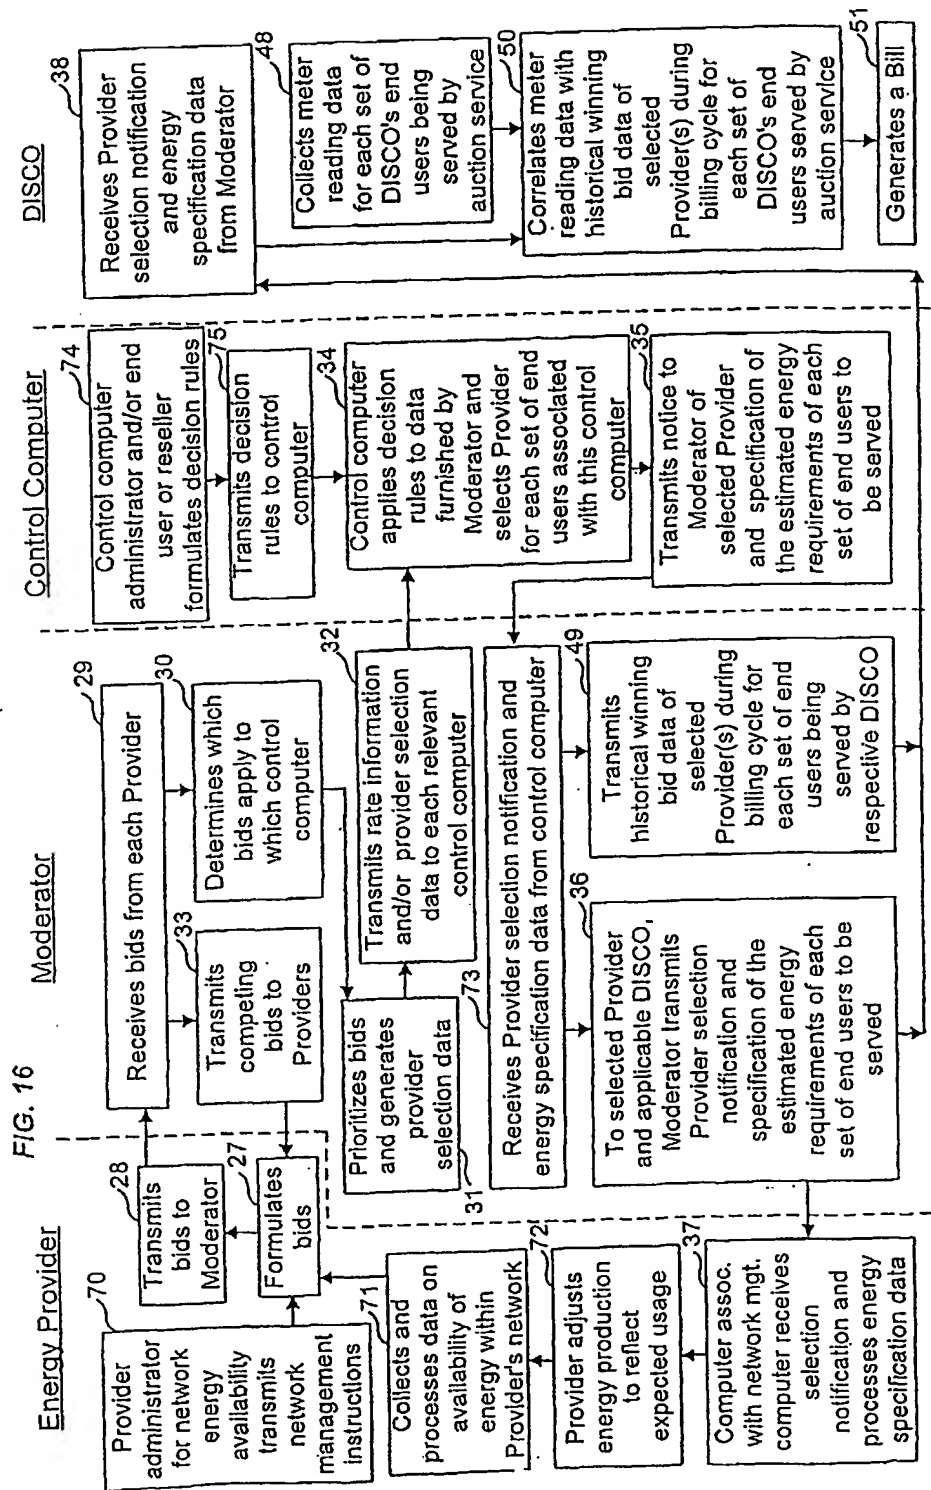 FIG. 16
Energy Provider
Moderator
Control Computer
DISCO
70
Provider
administrator
for network
energy
availability
transmits
network
management
instructions
28
Transmits
bids to
Moderator
27
Formulates
bids
71
Collects and
processes data on
availability of
energy within
Provider's network
72
Provider adjusts
energy production
to reflect
expected usage
37
Computer assoc.
with network mgt.
computer receives
selection
notification and
processes energy
specification data
29
Receives bids from each Provider
33
Transmits
competing
bids to
Providers
30
Determines which
bids apply to
which control
computer
Prioritizes bids
and generates
provider
selection data
31
32
Transmits rate information
and/or provider selection
data to each relevant
control computer
73
Receives Provider selection notification and
energy specification data from control computer
36
To selected Provider
and applicable DISCO,
Moderator transmits
Provider selection
notification and
specification of the
estimated energy
requirements of each
set of end users to be
served
49
Transmits
historical winning
bid data of
selected
Provider(s) during
billing cycle for
each set of end
users being
served by
respective DISCO
74
Control computer
administrator and/or end
user or reseller
formulates decision rules
75
Transmits decision
rules to control
computer
34
Control computer
applies decision
rules to data
furnished by
Moderator and
selects Provider
for each set of end
users associated
with this control
computer
35
Transmits notice to
Moderator of
selected Provider
and specification of
the estimated energy
requirements of each
set of end users to
be served
38
Receives Provider
selection notification
and energy
specification data
from Moderator
48
Collects meter
reading data
for each set of
DISCO's end
users being
served by
auction service
50
Correlates meter
reading data with
historical winning
bid data of
selected
Provider(s) during
billing cycle for
each set of
DISCO's end
users served by
auction service
51
Generates a Bill